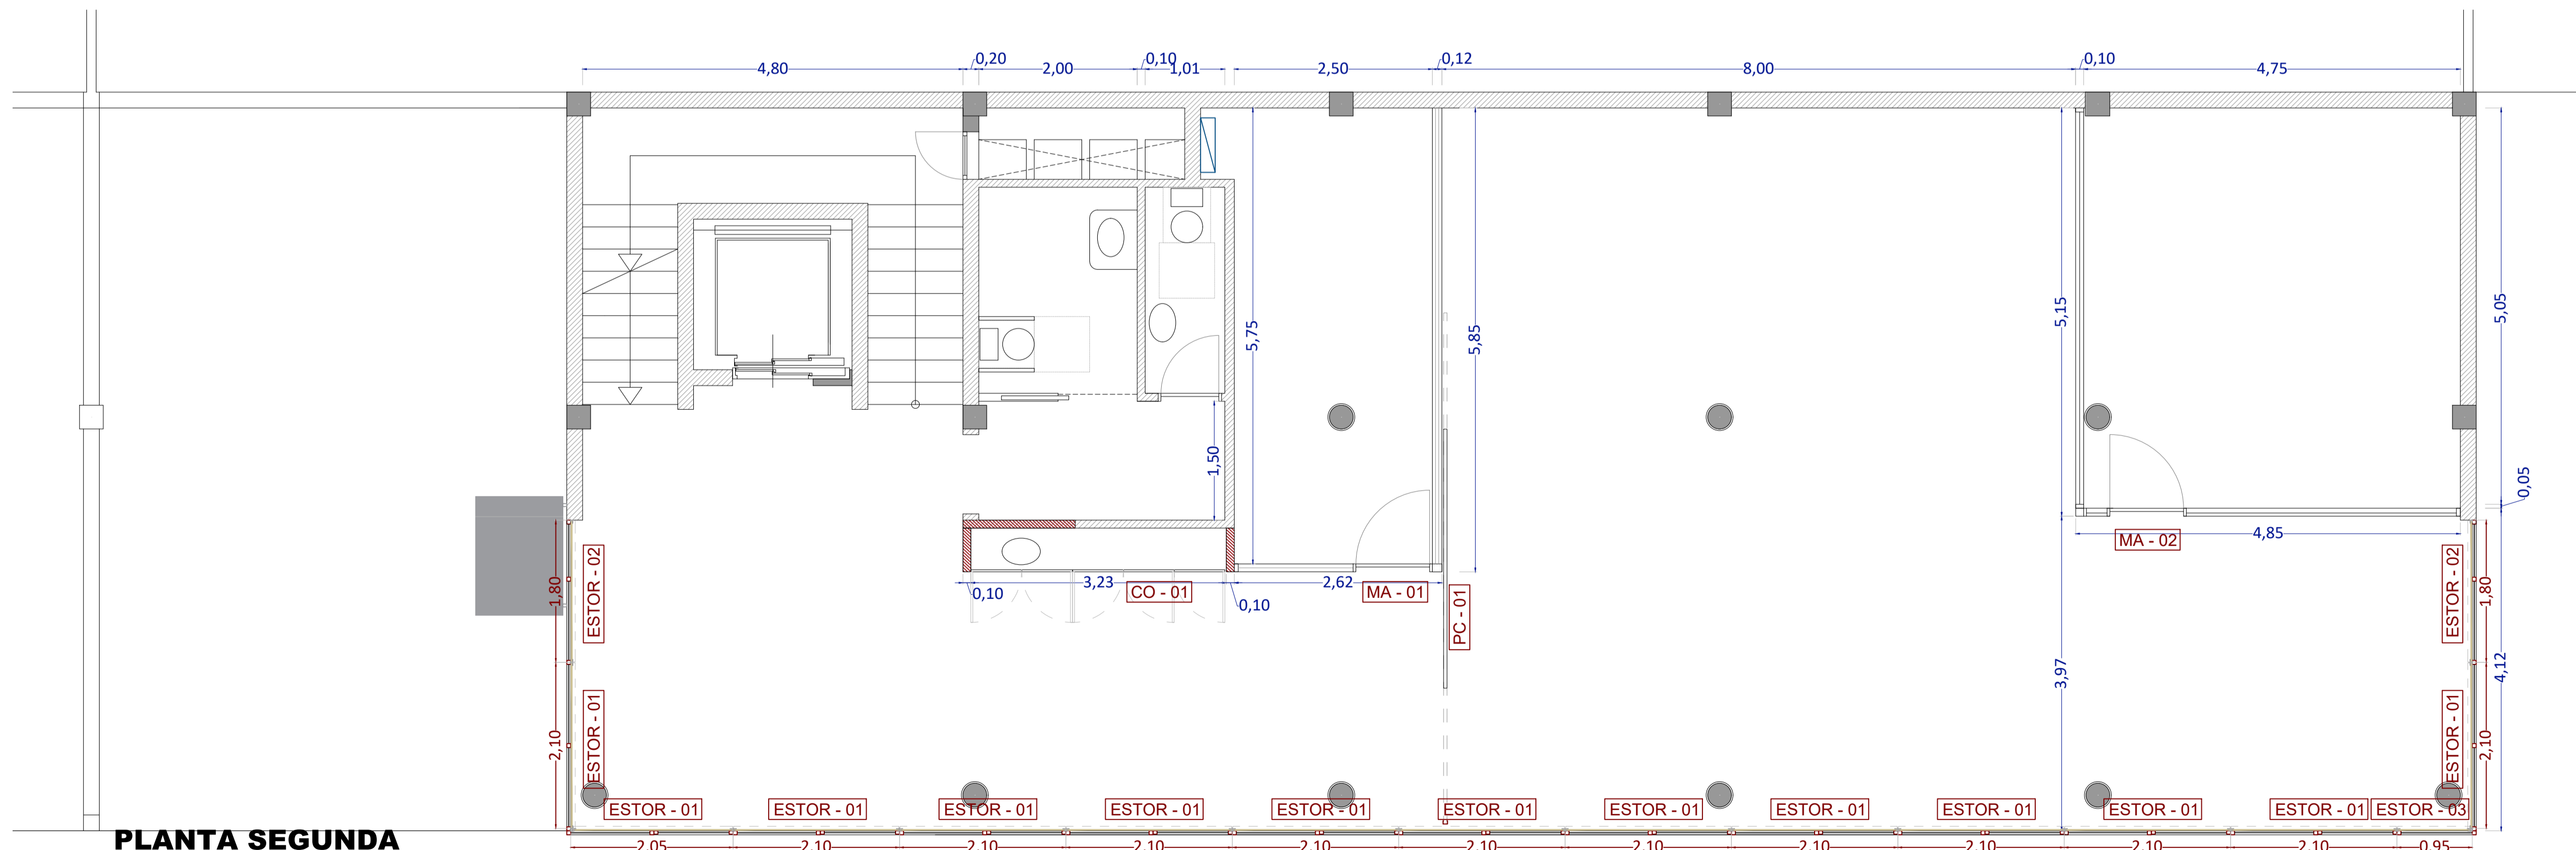 0,20
0,10
0,12
0,10
4,80
2,00
1,01
2,50
8,00
4,75
5,75
5,85
5,15
5,05
1,50
0,05
ESTOR - 02
1,80
0,10
3,23
CO - 01
0,10
2,62
MA - 01
PC - 01
MA - 02
4,85
ESTOR - 02
1,80
3,97
4,12
ESTOR - 01
2,10
ESTOR - 01
2,10
ESTOR - 01
ESTOR - 01
ESTOR - 01
ESTOR - 01
ESTOR - 01
ESTOR - 01
ESTOR - 01
ESTOR - 01
ESTOR - 01
ESTOR - 01
ESTOR - 01
ESTOR - 03
PLANTA SEGUNDA
2,05
2,10
2,10
2,10
2,10
2,10
2,10
2,10
2,10
2,10
2,10
0,95